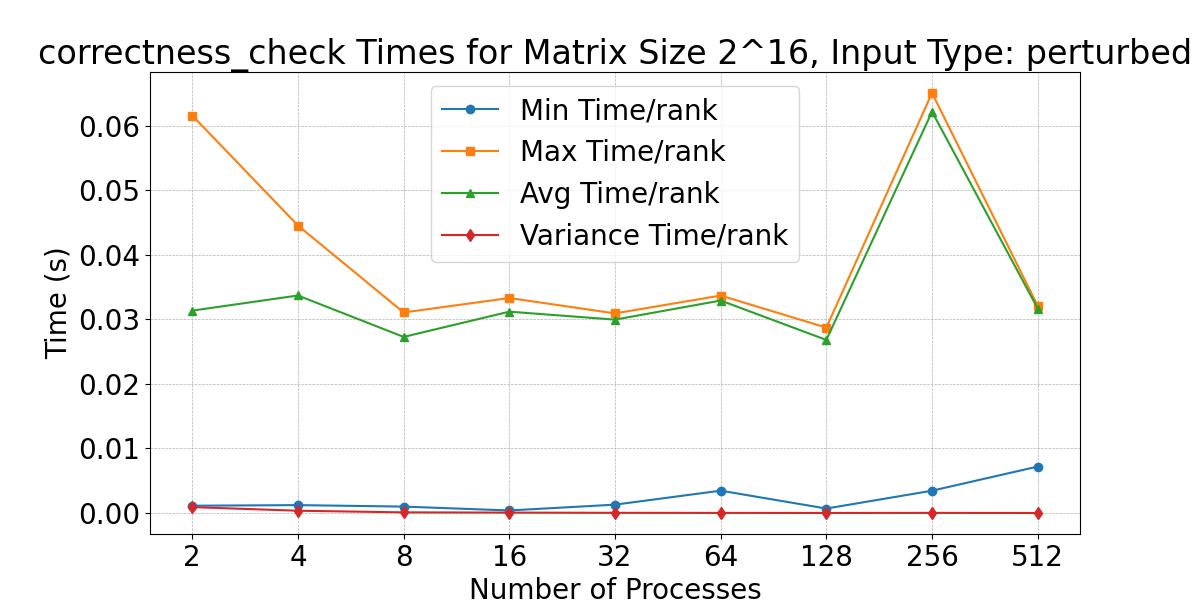 correctness_check Times for Matrix Size 2^16, Input Type: perturbed
Min Time/rank
Max Time/rank
Avg Time/rank
Variance Time/rank
Time (s)
0.06
0.05
0.04
0.03
0.02
0.01
0.00
2 4 8 16 32 64 128 256 512
Number of Processes